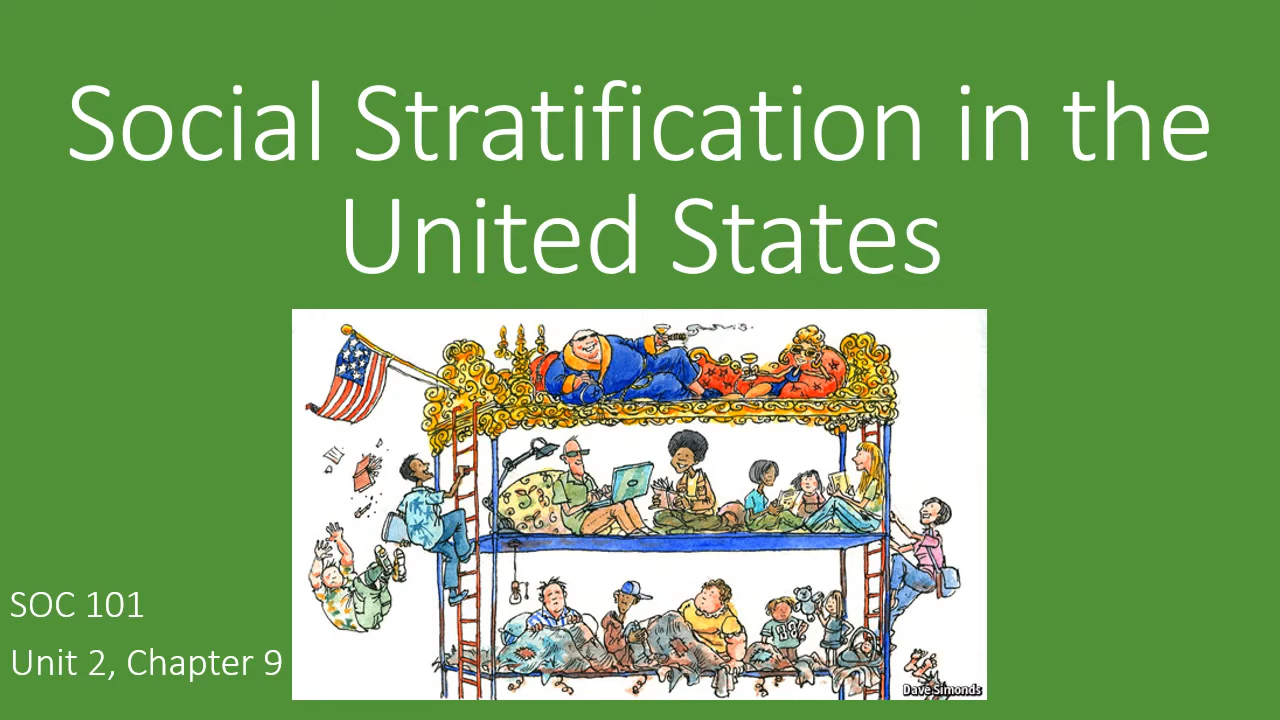 Social Stratification in the
United States
SOC 101
Unit 2, Chapter 9
Dave Simonds